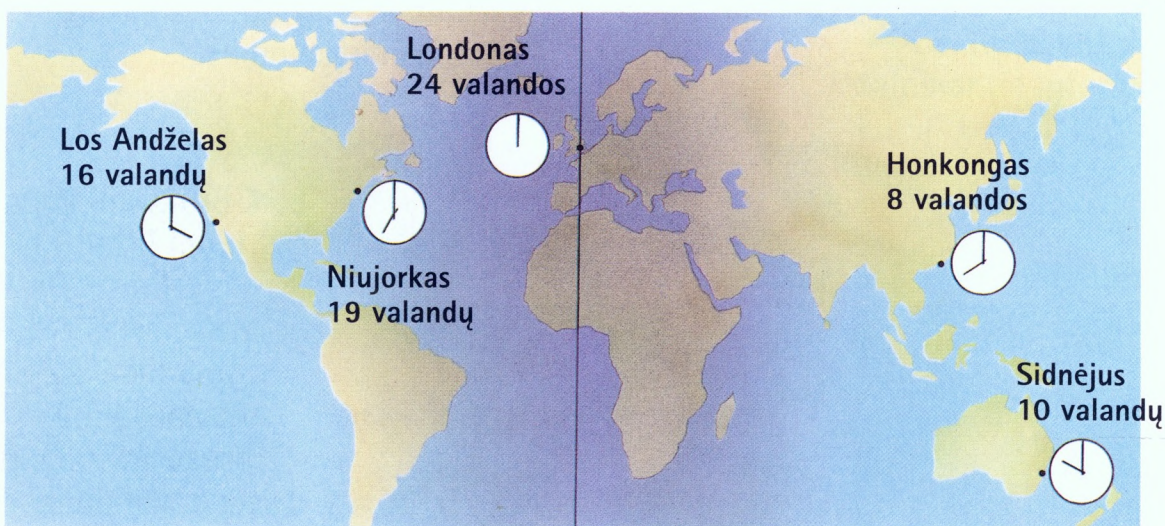 Londonas
24 valandos
Los Andželas
16 valandų
Niujorkas
19 valandų
Honkongas
8 valandos
Sidnėjus
10 valandų